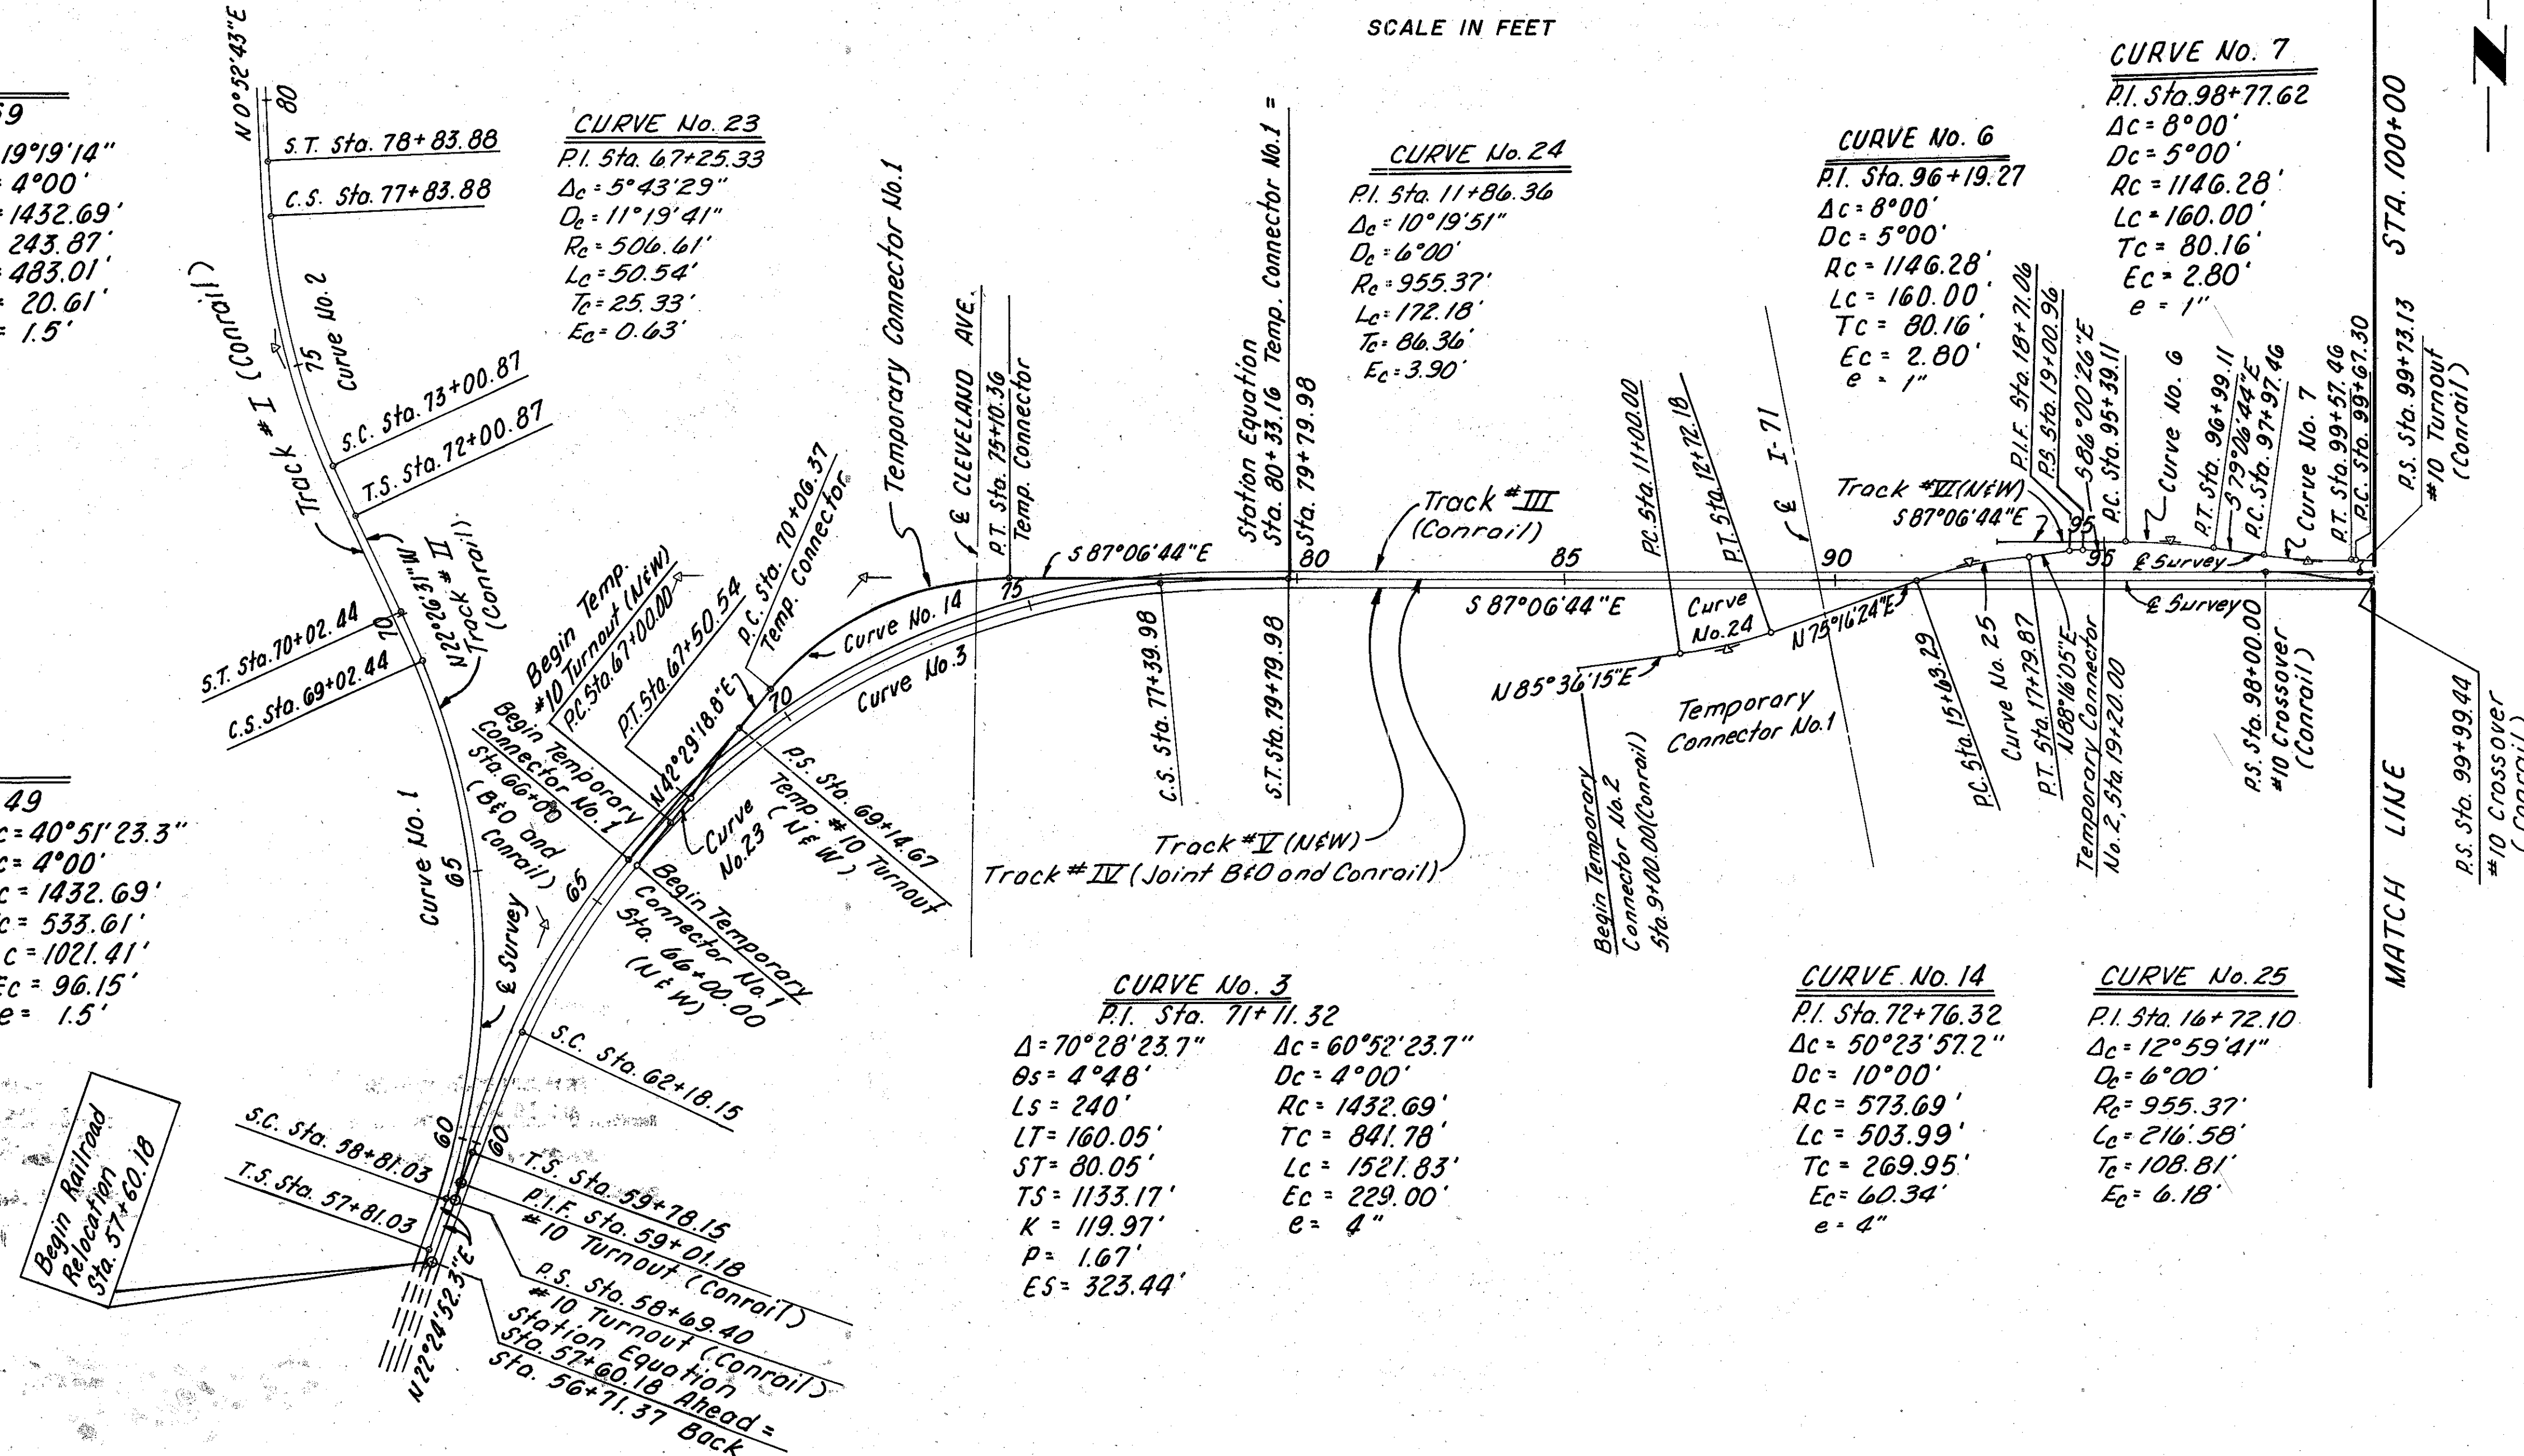 SCALE IN FEET
N 0°52'43"E
80
S.T. Sta. 78+83.88
C.S. Sta. 77+83.88
75
Curve No. 2
Track # I (Conrail)
S.C. Sta. 73+00.87
T.S. Sta. 72+00.87
N22°26'31"W
Track # II
(Conrail)
S.T. Sta. 70+02.44
70
C.S. Sta. 69+02.44
Curve No. 1
65
₠ Survey
59
19°19'14"
= 4°00'
= 1432.69'
243.87'
= 483.01'
= 20.61'
= 1.5'
49
c = 40°51'23.3"
c = 4°00'
c = 1432.69'
c = 533.61'
c = 1021.41'
Ec = 96.15'
e = 1.5'
CURVE No. 23
P.I. Sta. 67+25.33
Δc = 5°43'29"
Dc = 11°19'41"
Rc = 506.61'
Lc = 50.54'
Tc = 25.33'
Ec = 0.63'
Temporary Connector No.1
℄ CLEVELAND AVE.
P.T. Sta. 75+10.36
Temp. Connector
S 87°06'44"E
Station Equation
Sta. 80+33.16 Temp. Connector No.1 =
Sta. 79+79.98
CURVE No. 24
P.I. Sta. 11+86.36
Δc = 10°19'51"
Dc = 6°00'
Rc = 955.37'
Lc = 172.18'
Tc = 86.36'
Ec = 3.90'
CURVE No. 6
P.I. Sta. 96+19.27
Δc = 8°00'
Dc = 5°00'
Rc = 1146.28'
Lc = 160.00'
Tc = 80.16'
Ec = 2.80'
e = 1"
CURVE No. 7
P.I. Sta. 98+77.62
Δc = 8°00'
Dc = 5°00'
Rc = 1146.28'
Lc = 160.00'
Tc = 80.16'
Ec = 2.80'
e = 1"
N
STA. 100+00
MATCH LINE
P.S. Sta. 99+73.13
#10 Turnout
(Conrail)
Begin Temp.
#10 Turnout (N&W)
P.C. Sta. 67+00.00
P.T. Sta. 67+50.54
P.C. Sta. 70+06.37
Temp. Connector
Curve No. 14
Curve No. 3
75
70
N42°29'18.8"E
Begin Temporary
Connector No. 1
Sta. 66+00
(B&O and
Conrail)
65
Curve
No. 23
P.S. Sta. 69+14.67
Temp. #10 Turnout
(N&W)
Begin Temporary
Connector No. 1
Sta. 66+00.00
(N & W)
S.C. Sta. 62+18.15
C.S. Sta. 77+39.98
S.T. Sta. 79+79.98
80
85
90
Track # III
(Conrail)
S 87°06'44"E
Track # V (N&W)
Track # IV (Joint B&O and Conrail)
P.C. Sta. 11+00.00
P.T. Sta. 12+72.18
℄ I-71
Curve
No. 24
N 85°36'15"E
N 75°16'24"E
Begin Temporary
Connector No. 2
Sta. 9+00.00 (Conrail)
Temporary
Connector No. 1
P.C. Sta. 15+63.29
Curve No. 25
P.T. Sta. 17+79.87
N88°16'05"E
Temporary Connector
No. 2, Sta. 19+20.00
Track # VI (N&W)
S 87°06'44"E
P.I.F. Sta. 18+71.06
P.S. Sta. 19+00.96
S 86°00'26"E
P.C. Sta. 95+39.11
95
95
Curve No. 6
P.T. Sta. 96+99.11
S 79°06'44"E
P.C. Sta. 97+97.46
Curve No. 7
P.T. Sta. 99+57.46
P.C. Sta. 99+67.30
℄ Survey
℄ Survey
P.S. Sta. 98+00.00
#10 Crossover
(Conrail)
P.S. Sta. 99+99.44
#10 Crossover
(Conrail)
Begin Railroad
Relocation
Sta. 57+60.18
60
60
S.C. Sta. 58+81.03
T.S. Sta. 57+81.03
N22°24'52.3"E
T.S. Sta. 59+78.15
P.I.F. Sta. 59+01.18
#10 Turnout (Conrail)
P.S. Sta. 58+69.40
#10 Turnout (Conrail)
Station Equation
Sta. 57+60.18 Ahead =
Sta. 56+71.37 Back
CURVE No. 3
P.I. Sta. 71+11.32
Δ = 70°28'23.7" Δc = 60°52'23.7"
Θs = 4°48' Dc = 4°00'
Ls = 240' Rc = 1432.69'
LT = 160.05' Tc = 841.78'
ST = 80.05' Lc = 1521.83'
TS = 1133.17' Ec = 229.00'
K = 119.97' e = 4"
P = 1.67'
ES = 323.44'
CURVE No. 14
P.I. Sta. 72+76.32
Δc = 50°23'57.2"
Dc = 10°00'
Rc = 573.69'
Lc = 503.99'
Tc = 269.95'
Ec = 60.34'
e = 4"
CURVE No. 25
P.I. Sta. 16+72.10
Δc = 12°59'41"
Dc = 6°00'
Rc = 955.37'
Lc = 216.58'
Tc = 108.81'
Ec = 6.18'